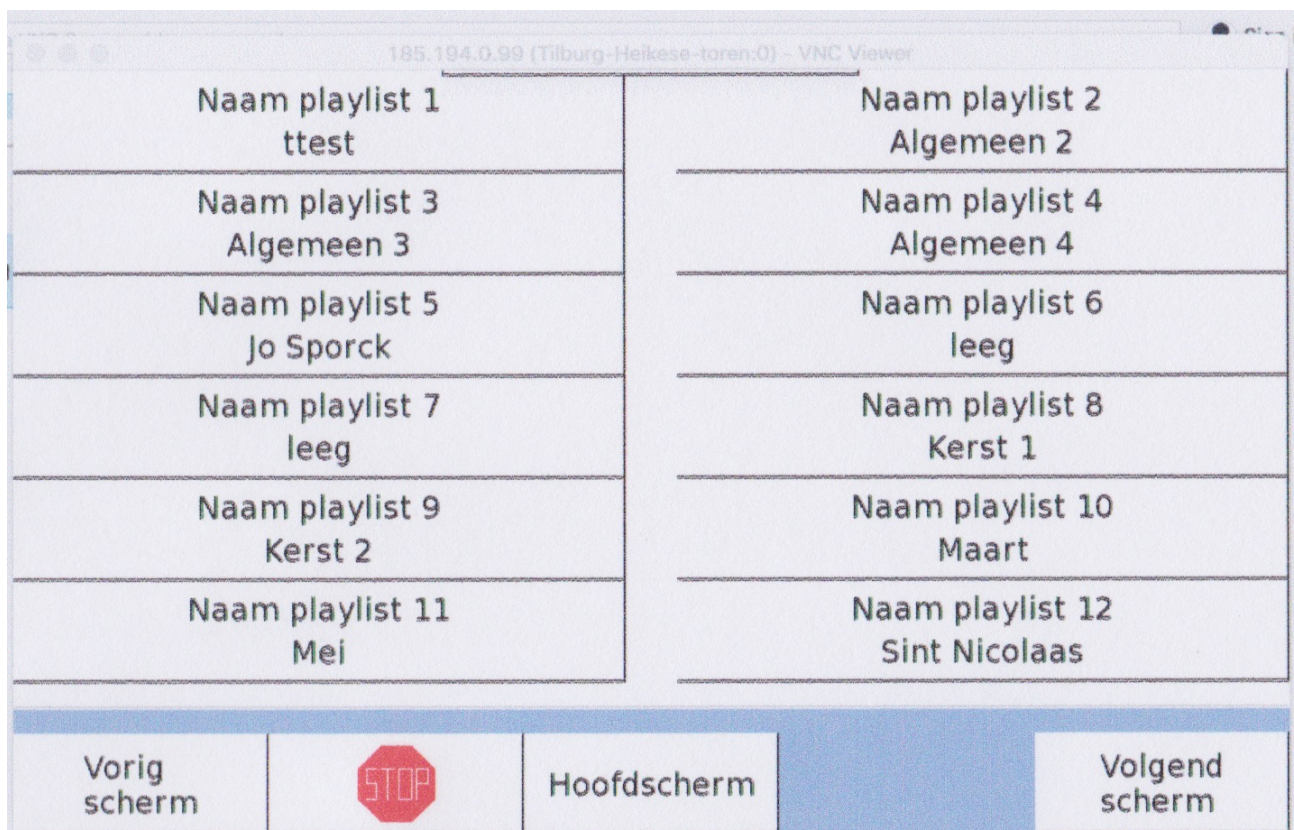 185.194.0.99 (Tilburg-Heikese-toren:0) – VNC Viewer
Naam playlist 1
ttest
Naam playlist 2
Algemeen 2
Naam playlist 3
Algemeen 3
Naam playlist 4
Algemeen 4
Naam playlist 5
Jo Sporck
Naam playlist 6
leeg
Naam playlist 7
leeg
Naam playlist 8
Kerst 1
Naam playlist 9
Kerst 2
Naam playlist 10
Maart
Naam playlist 11
Mei
Naam playlist 12
Sint Nicolaas
Vorig
scherm
STOP
Hoofdscherm
Volgend
scherm